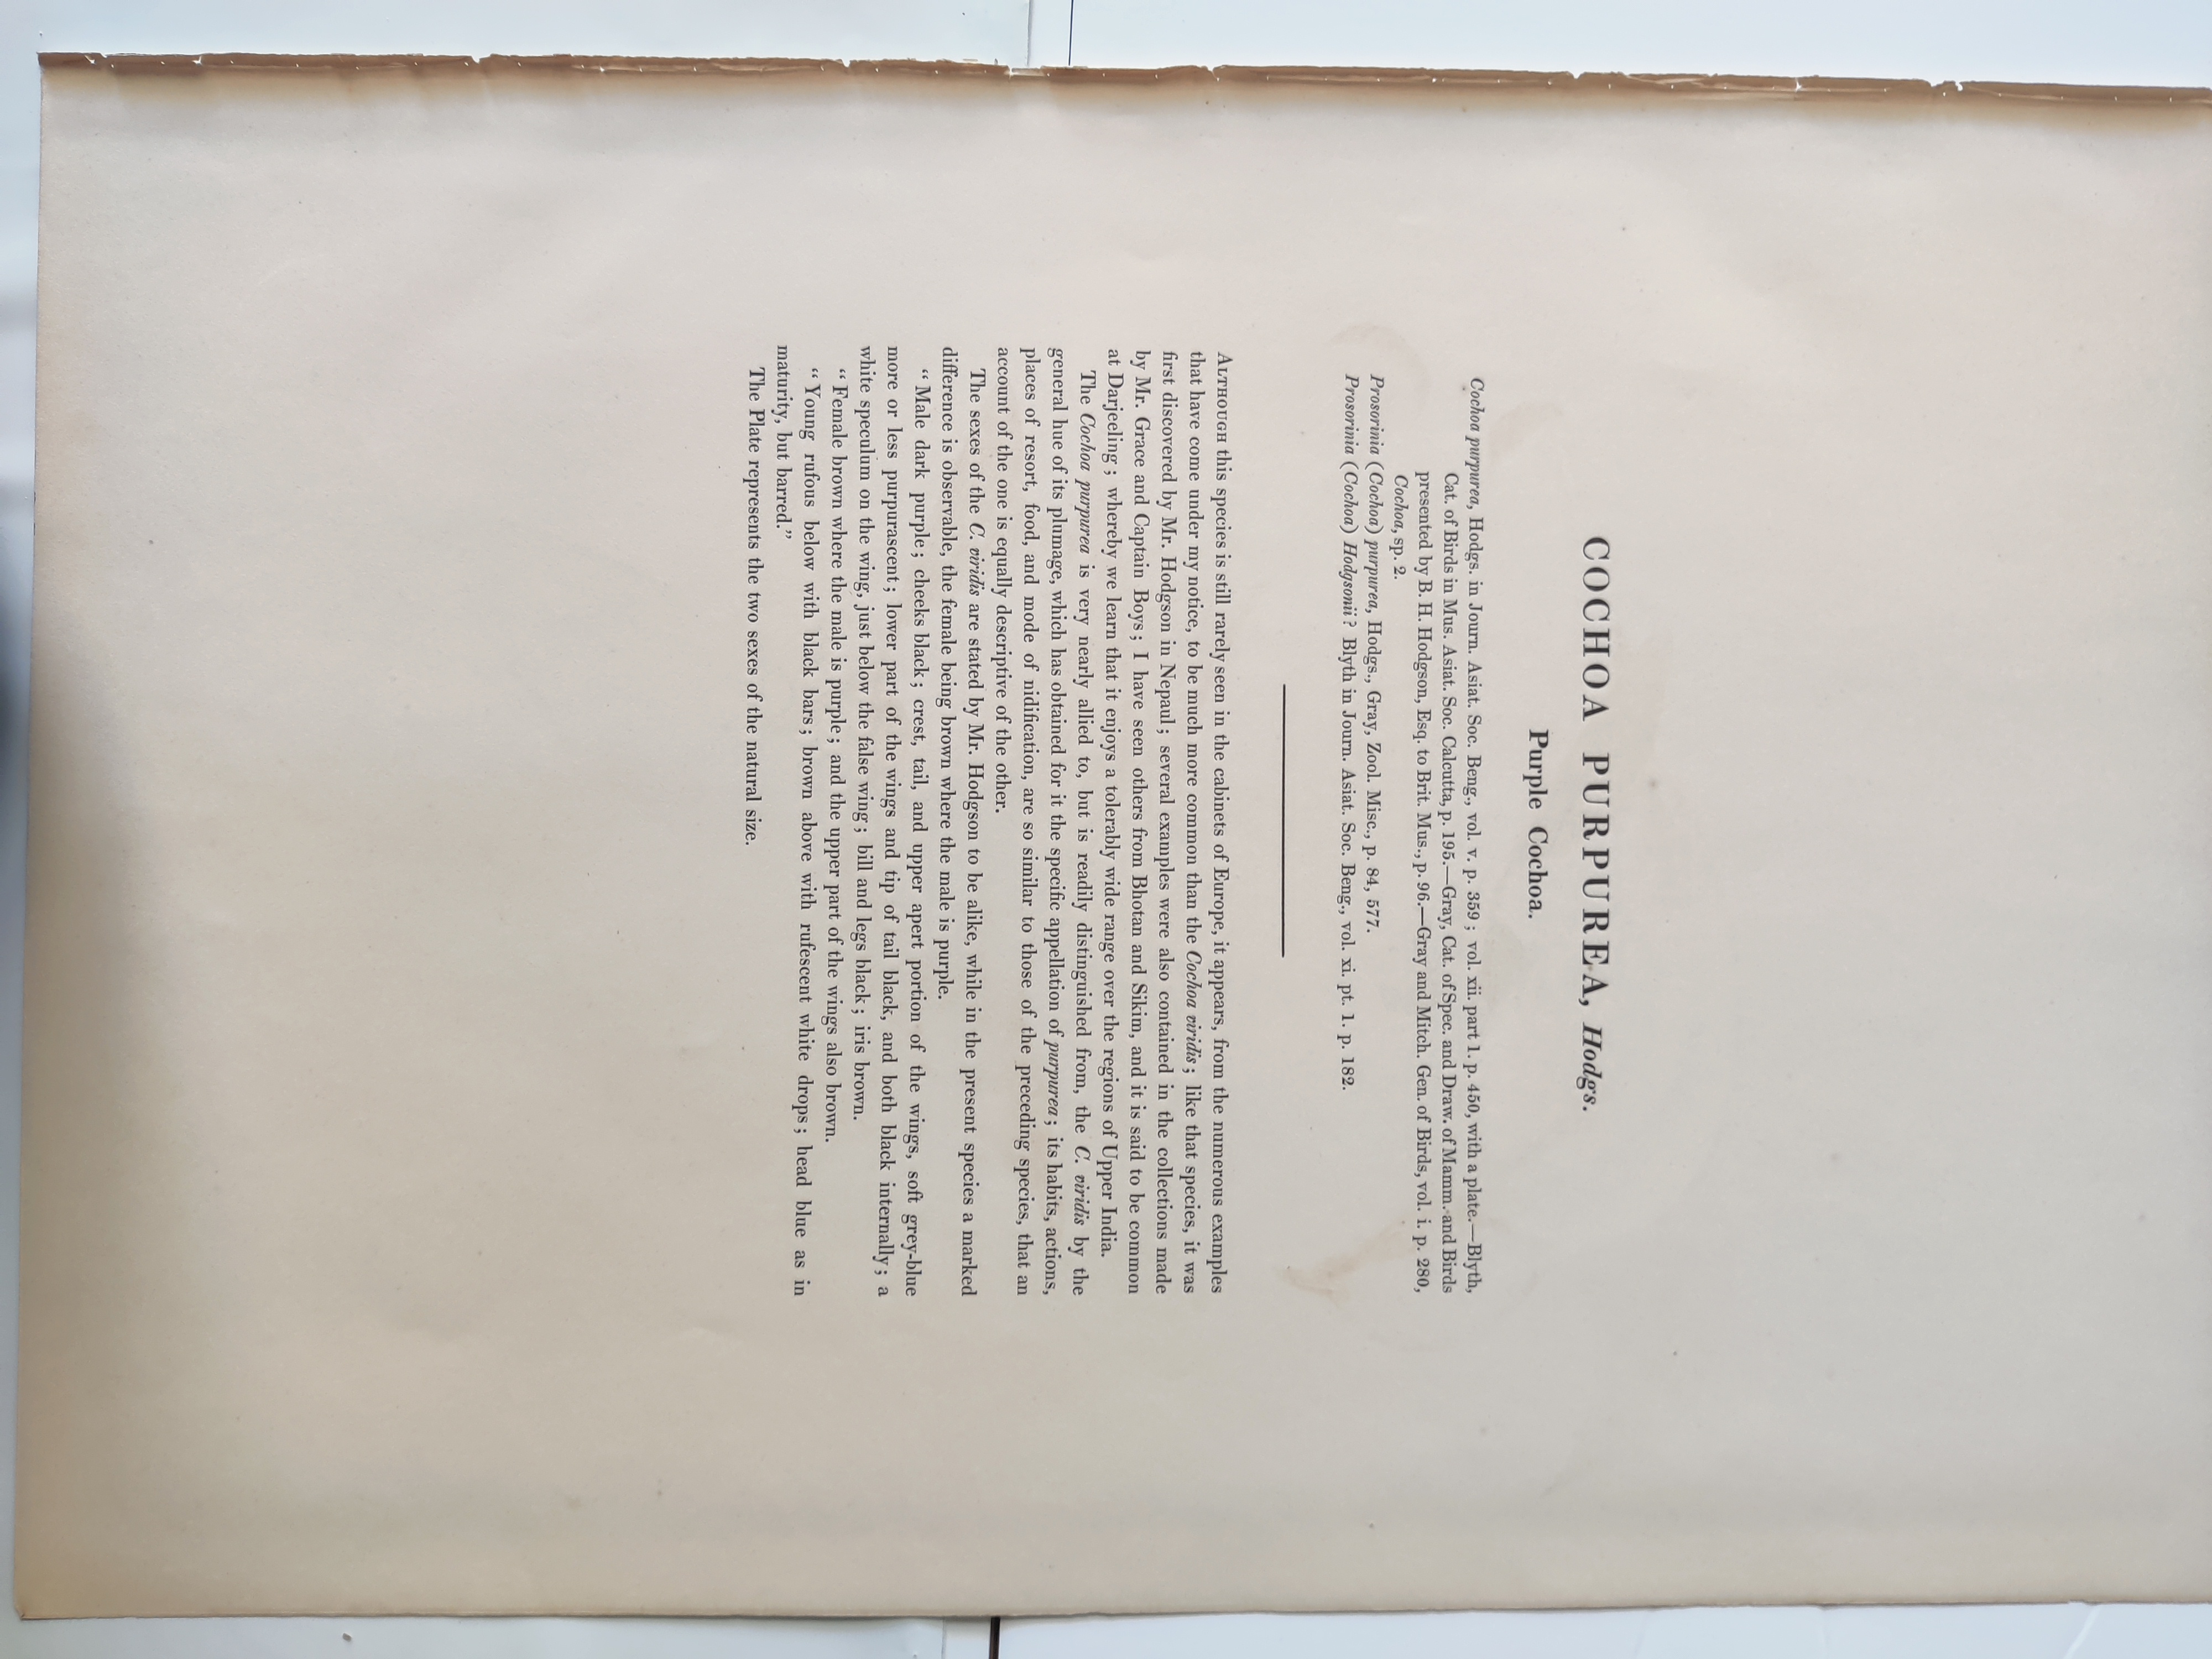 COCHOA PURPUREA, Hodgs.
Purple Cochoa.
Cochoa purpurea, Hodgs. in Journ. Asiat. Soc. Beng., vol. v. p. 359; vol. xii. part 1. p. 450, with a plate.—Blyth,
Cat. of Birds in Mus. Asiat. Soc. Calcutta, p. 195.—Gray, Cat. of Spec. and Draw. of Mamm. and Birds
presented by B. H. Hodgson, Esq. to Brit. Mus., p. 96.—Gray and Mitch. Gen. of Birds, vol. i. p. 280,
Cochoa, sp. 2.
Prosorinia (Cochoa) purpurea, Hodgs., Gray, Zool. Misc., p. 84, 577.
Prosorinia (Cochoa) Hodgsonii? Blyth in Journ. Asiat. Soc. Beng., vol. xi. pt. 1. p. 182.
ALTHOUGH this species is still rarely seen in the cabinets of Europe, it appears, from the numerous examples
that have come under my notice, to be much more common than the Cochoa viridis; like that species, it was
first discovered by Mr. Hodgson in Nepaul; several examples were also contained in the collections made
by Mr. Grace and Captain Boys; I have seen others from Bhotan and Sikim, and it is said to be common
at Darjeeling; whereby we learn that it enjoys a tolerably wide range over the regions of Upper India.
The Cochoa purpurea is very nearly allied to, but is readily distinguished from, the C. viridis by the
general hue of its plumage, which has obtained for it the specific appellation of purpurea; its habits, actions,
places of resort, food, and mode of nidification, are so similar to those of the preceding species, that an
account of the one is equally descriptive of the other.
The sexes of the C. viridis are stated by Mr. Hodgson to be alike, while in the present species a marked
difference is observable, the female being brown where the male is purple.
“Male dark purple; cheeks black; crest, tail, and upper apert portion of the wings, soft grey-blue
more or less purpurascent; lower part of the wings and tip of tail black, and both black internally; a
white speculum on the wing, just below the false wing; bill and legs black; iris brown.
“Female brown where the male is purple; and the upper part of the wings also brown.
“Young rufous below with black bars; brown above with rufescent white drops; head blue as in
maturity, but barred.”
The Plate represents the two sexes of the natural size.